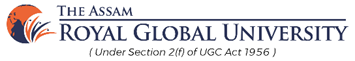 THE ASSAM
ROYAL GLOBAL UNIVERSITY
( Under Section 2(f) of UGC Act 1956 )